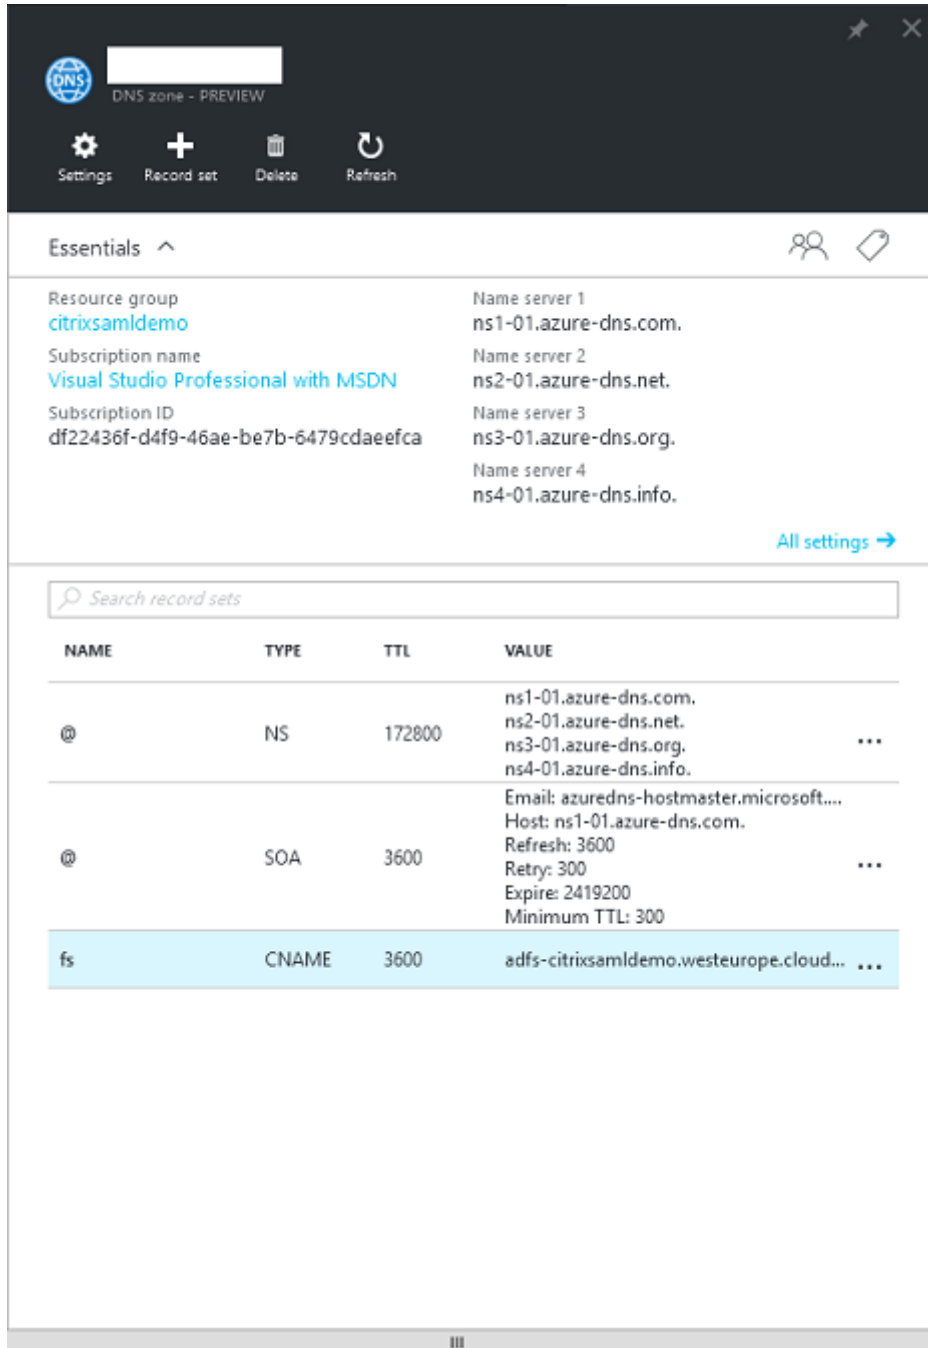 DNS
DNS zone - PREVIEW
Settings
Record set
Delete
Refresh
Essentials
Resource group
citrixsamldemo
Subscription name
Visual Studio Professional with MSDN
Subscription ID
df22436f-d4f9-46ae-be7b-6479cdaeefca
Name server 1
ns1-01.azure-dns.com.
Name server 2
ns2-01.azure-dns.net.
Name server 3
ns3-01.azure-dns.org.
Name server 4
ns4-01.azure-dns.info.
All settings
Search record sets
NAME TYPE TTL VALUE
@ NS 172800
ns1-01.azure-dns.com.
ns2-01.azure-dns.net.
ns3-01.azure-dns.org.
ns4-01.azure-dns.info.
...
@ SOA 3600
Email: azuredns-hostmaster.microsoft....
Host: ns1-01.azure-dns.com.
Refresh: 3600
Retry: 300
Expire: 2419200
Minimum TTL: 300
...
fs CNAME 3600 adfs-citrixsamldemo.westeurope.cloud... ...